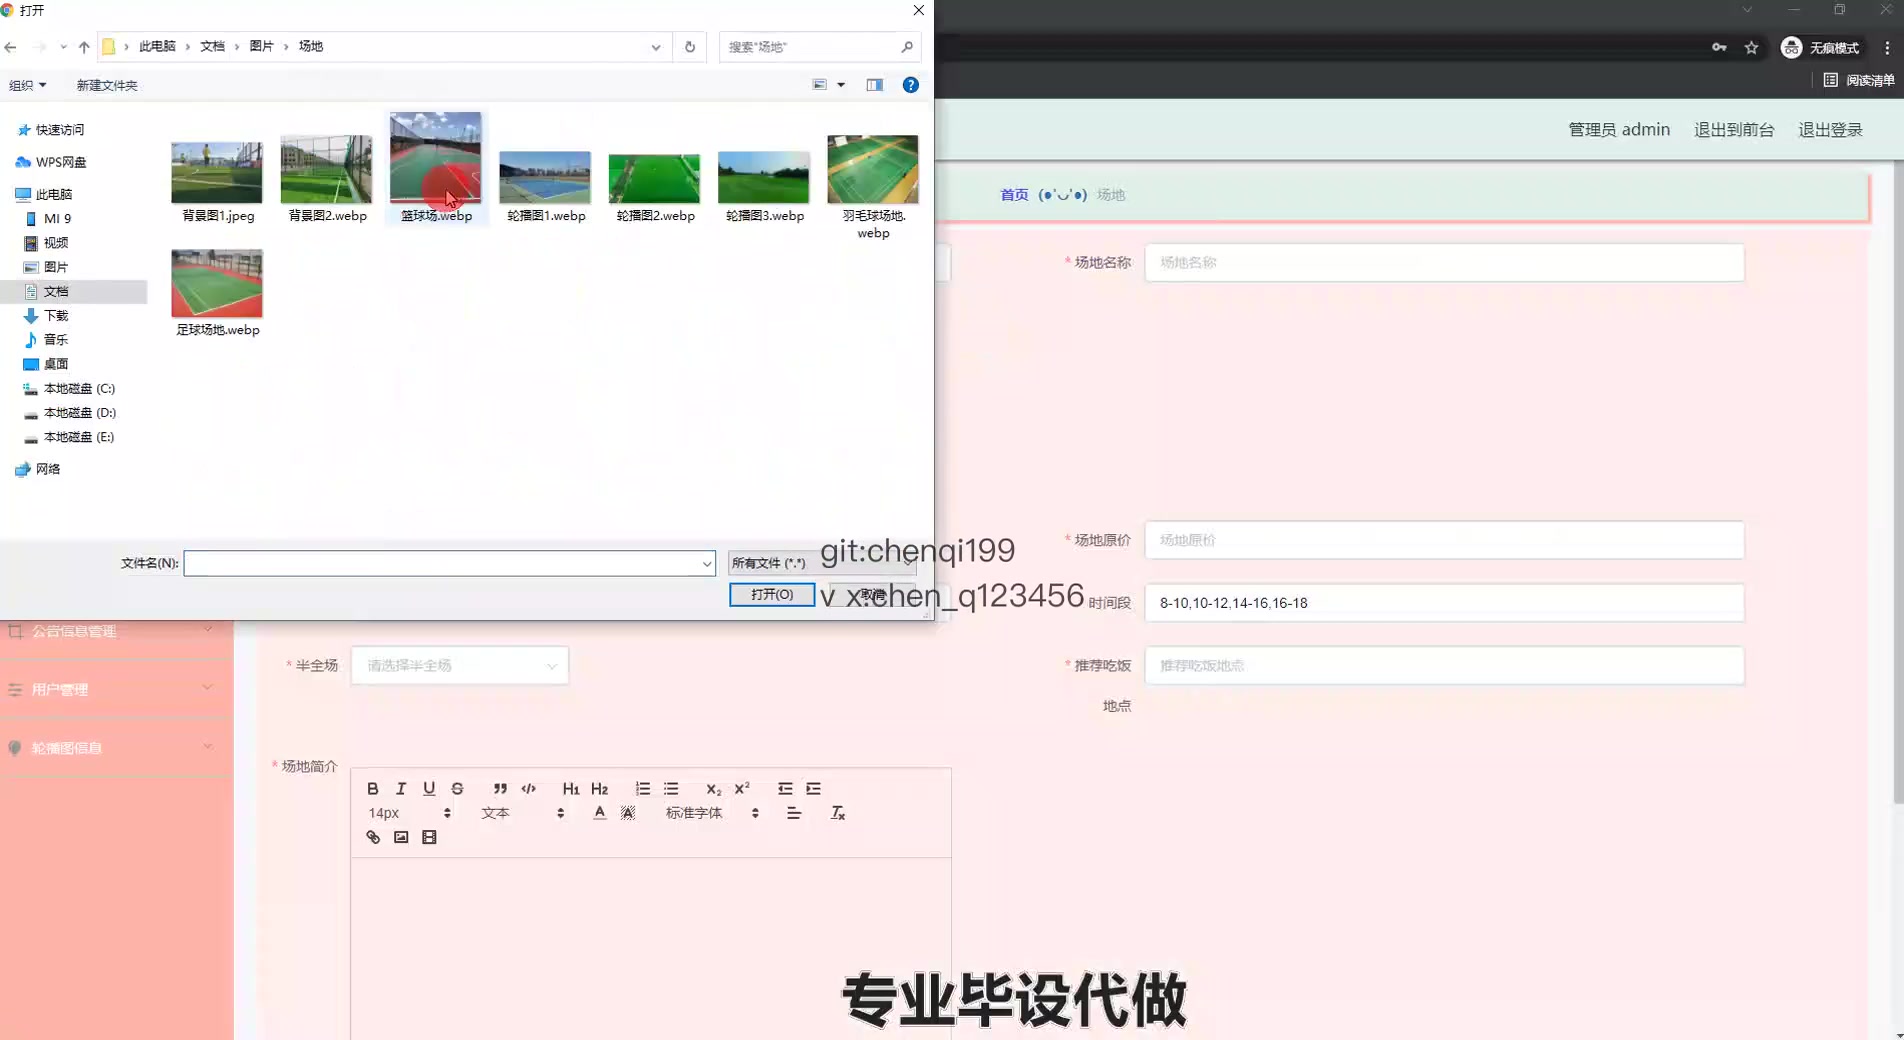 打开
此电脑 › 文档 › 图片 › 场地
搜索"场地"
组织
新建文件夹
快速访问
WPS网盘
此电脑
MI 9
视频
图片
文档
下载
音乐
桌面
本地磁盘 (C:)
本地磁盘 (D:)
本地磁盘 (E:)
网络
背景图1.jpeg
背景图2.webp
篮球场.webp
轮播图1.webp
轮播图2.webp
轮播图3.webp
羽毛球场地.
webp
足球场地.webp
文件名(N):
所有文件 (*.*)
打开(O)
取消
无痕模式
阅读清单
管理员 admin
退出到前台
退出登录
首页 (●'◡'●) 场地
* 场地名称
场地名称
* 场地原价
场地原价
git:chenqi199
v x:chen_q123456
时间段
8-10,10-12,14-16,16-18
公告信息管理
用户管理
轮播图信息
* 半全场
请选择半全场
* 推荐吃饭
地点
推荐吃饭地点
* 场地简介
B I U S H1 H2 X2 X2
14px
文本
A
A
标准字体
Tx
专业毕设代做